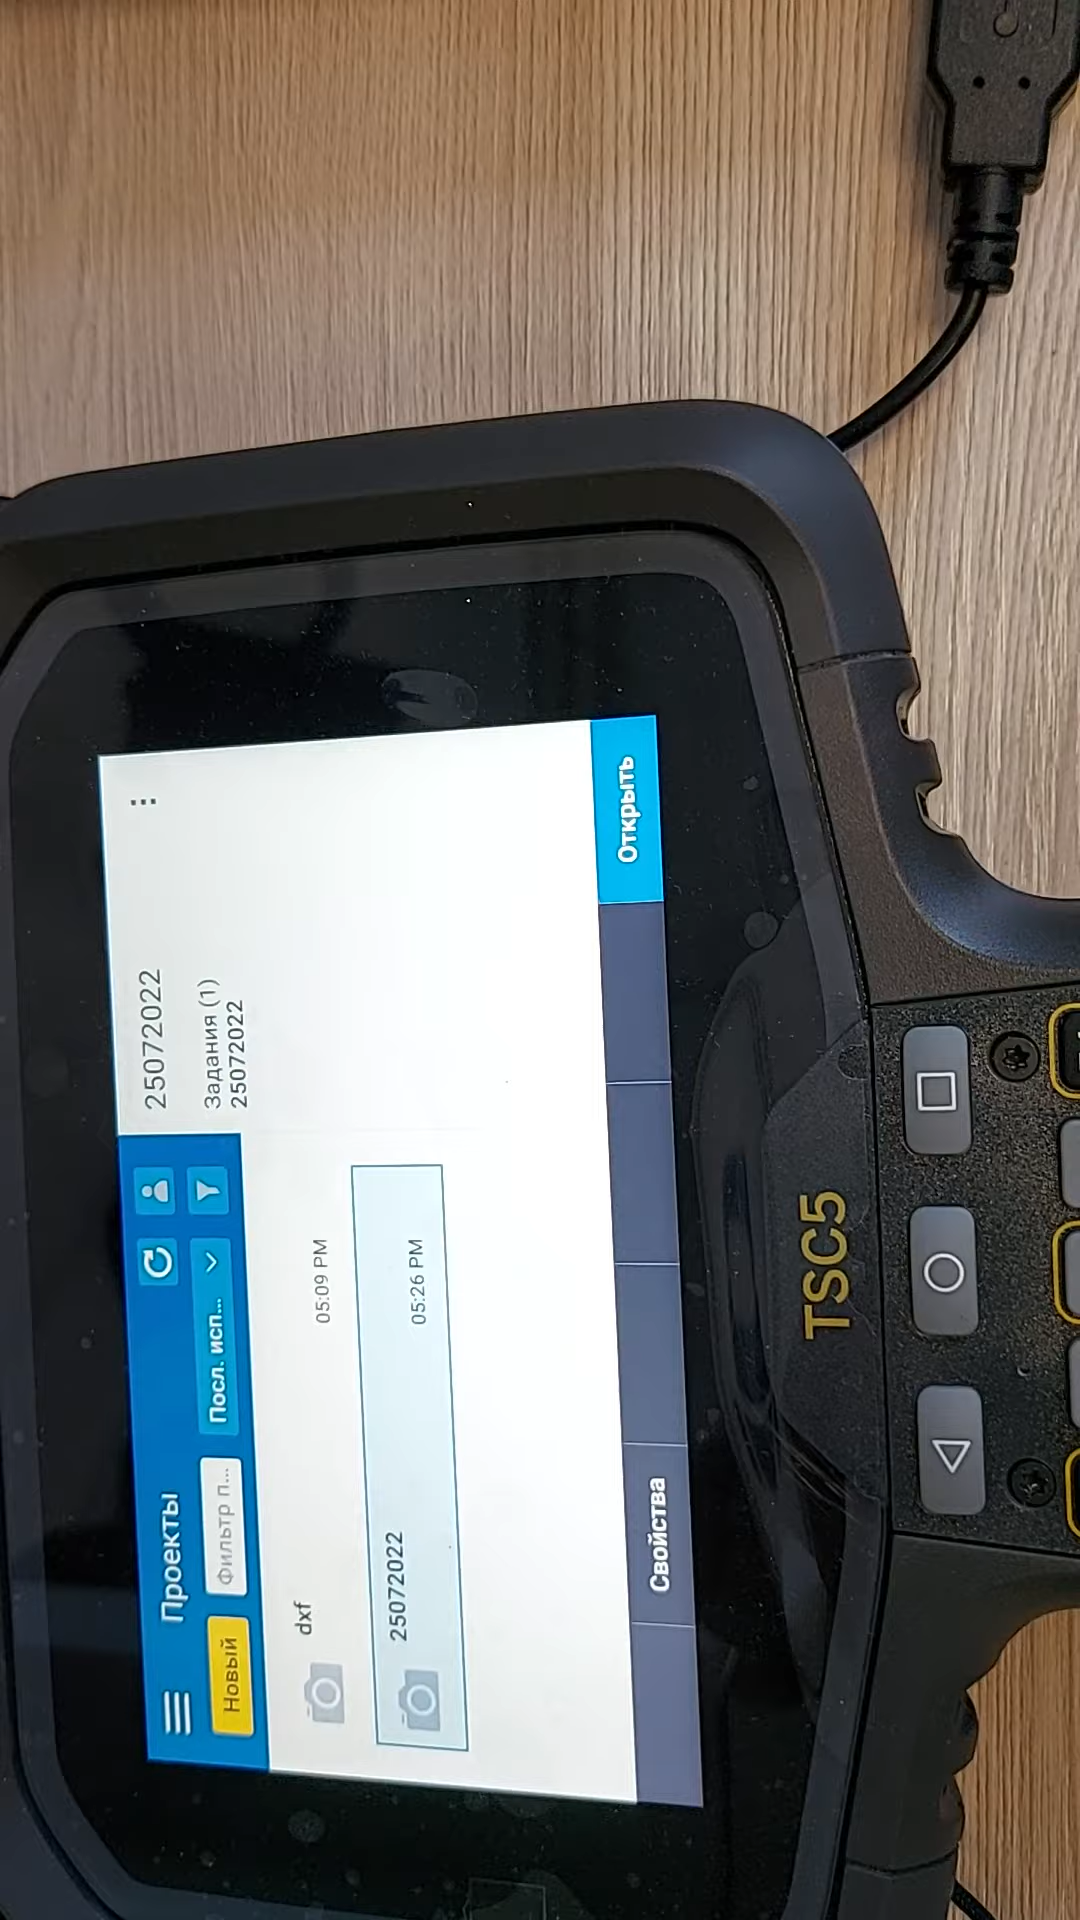 Проекты
Новый
Фильтр п...
Посл. исп...
dxf
05:09 PM
25072022
05:26 PM
25072022
Задания (1)
25072022
Свойства
Открыть
TSC5